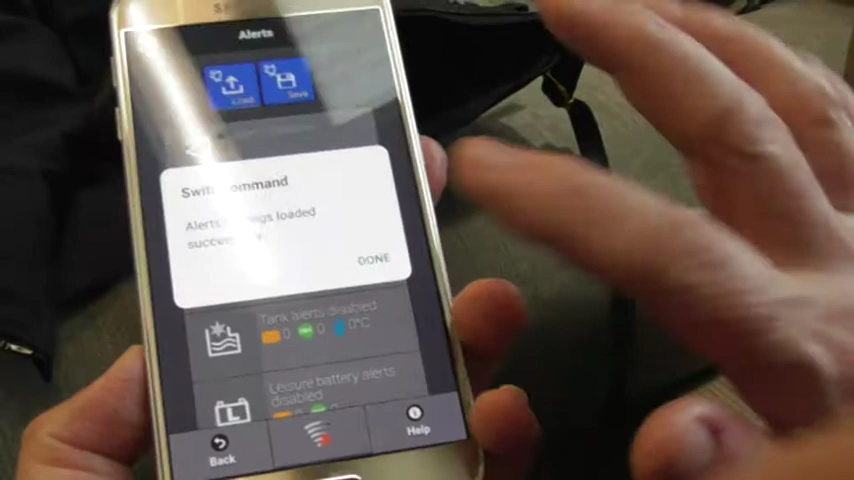 Alerts
Load
Save
Command
Alerts loaded
DONE
Tank alerts disabled
0 0 0°C
Leisure battery alerts
disabled
L
Back
Help